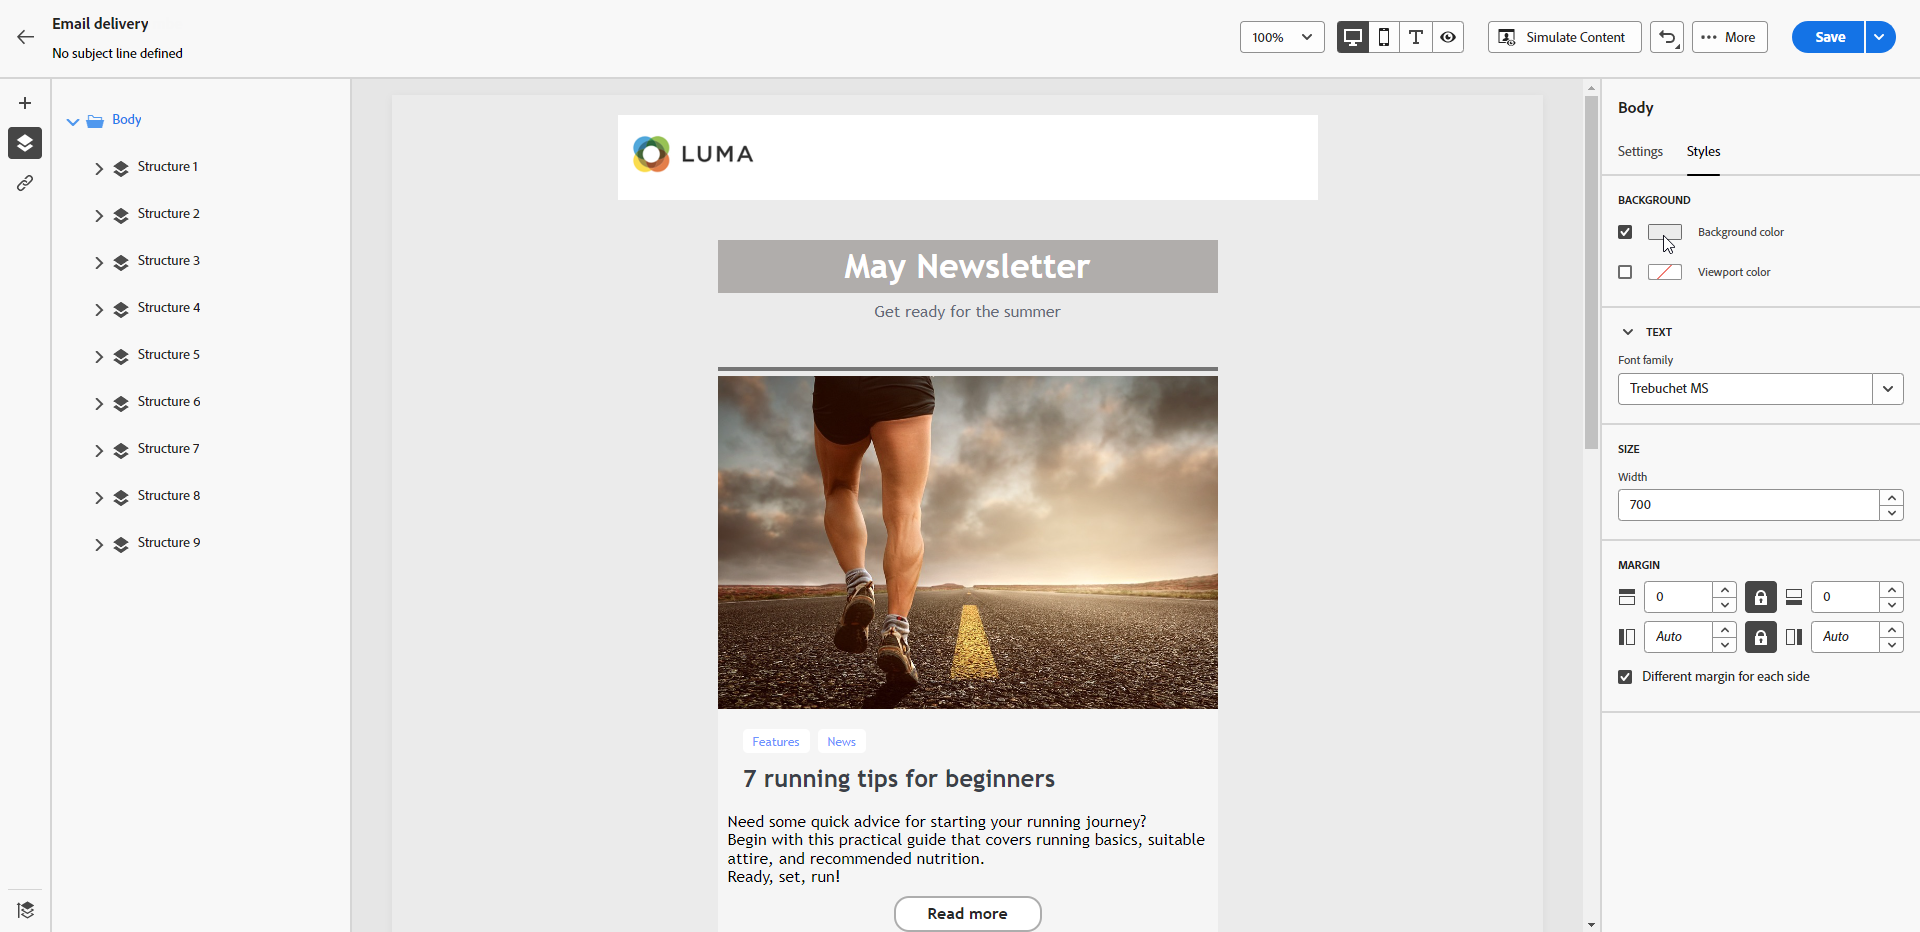 Email delivery
No subject line defined
100%
Simulate Content
More
Save
Body
Structure 1
Structure 2
Structure 3
Structure 4
Structure 5
Structure 6
Structure 7
Structure 8
Structure 9
LUMA
May Newsletter
Get ready for the summer
Features News
7 running tips for beginners
Need some quick advice for starting your running journey?
Begin with this practical guide that covers running basics, suitable
attire, and recommended nutrition.
Ready, set, run!
Read more
Body
Settings Styles
BACKGROUND
Background color
Viewport color
TEXT
Font family
Trebuchet MS
SIZE
Width
700
MARGIN
0 0
Auto Auto
Different margin for each side